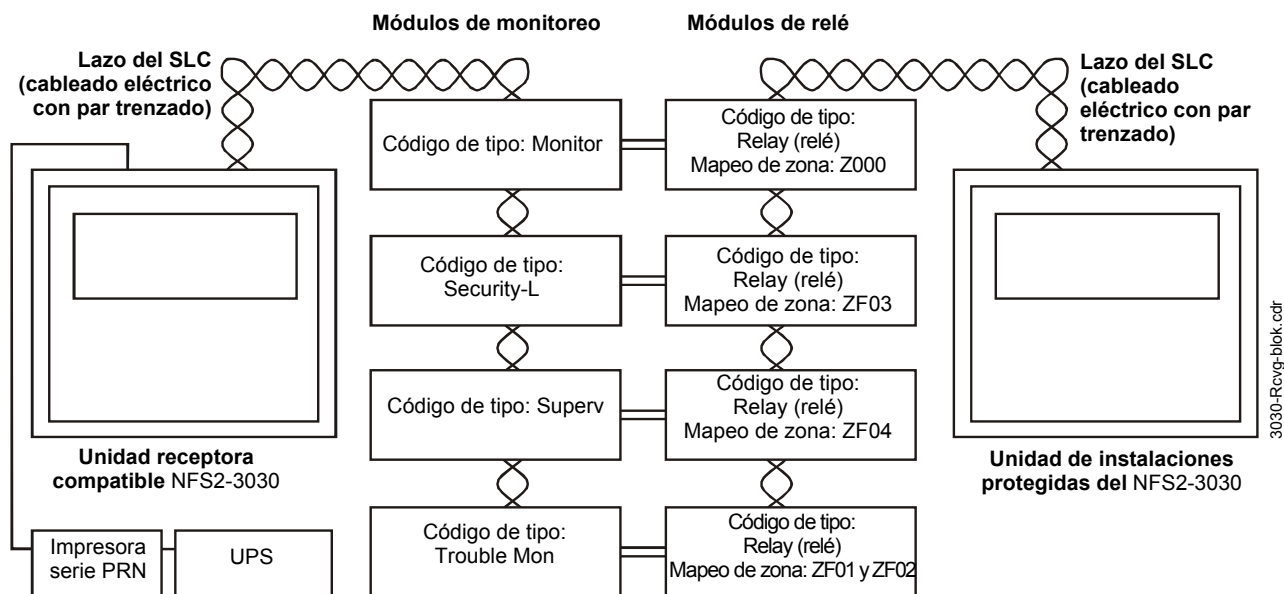 Módulos de monitoreo
Módulos de relé
Lazo del SLC
(cableado eléctrico
con par trenzado)
Lazo del SLC
(cableado
eléctrico con par
trenzado)
Código de tipo: Monitor
Código de tipo:
Relay (relé)
Mapeo de zona: Z000
Código de tipo:
Security-L
Código de tipo:
Relay (relé)
Mapeo de zona: ZF03
Código de tipo: Superv
Código de tipo:
Relay (relé)
Mapeo de zona: ZF04
Código de tipo:
Trouble Mon
Código de tipo:
Relay (relé)
Mapeo de zona: ZF01 y ZF02
Unidad receptora
compatible NFS2-3030
Unidad de instalaciones
protegidas del NFS2-3030
Impresora
serie PRN
UPS
3030-Rcvg-blok.cdr